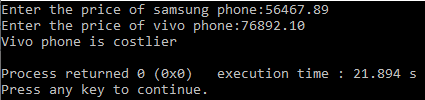 Enter the price of samsung phone:56467.89
Enter the price of vivo phone:76892.10
Vivo phone is costlier
Process returned 0 (0x0)   execution time : 21.894 s
Press any key to continue.